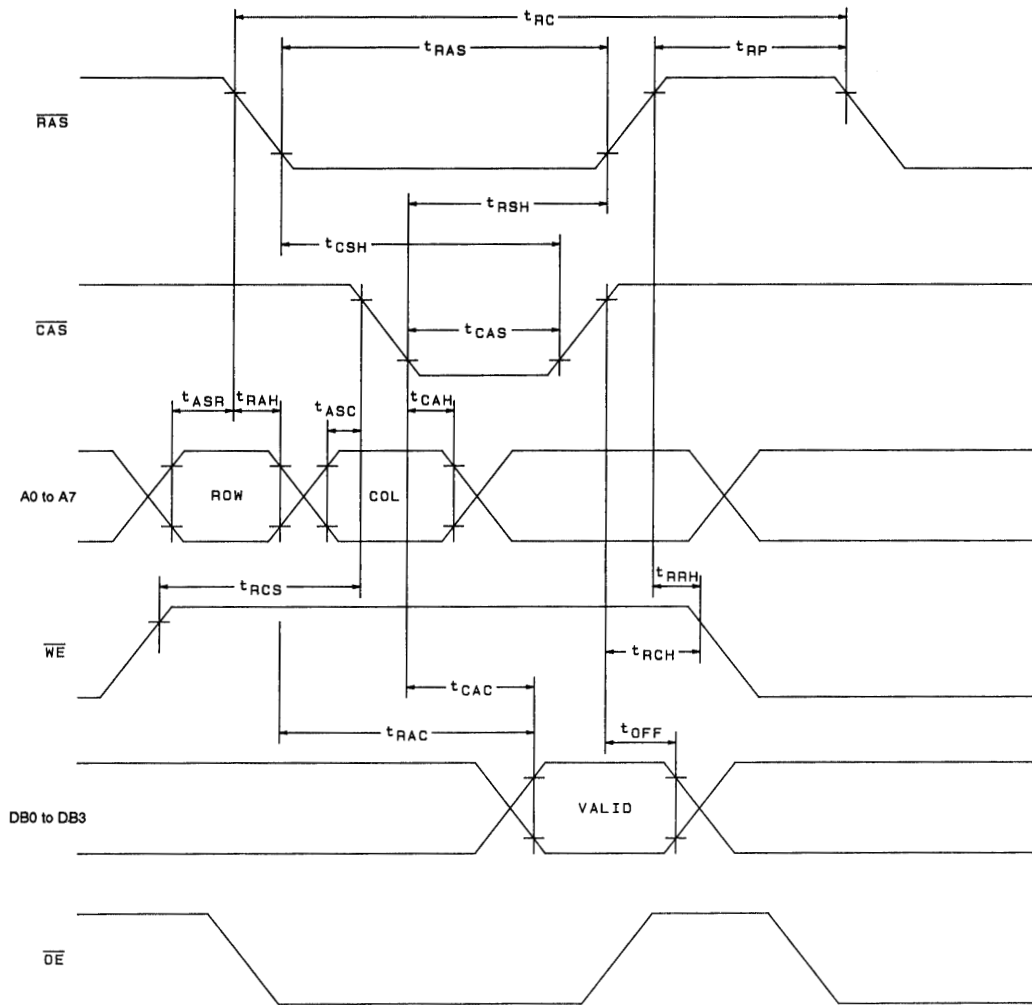 tRC
tRAS
tRP
RAS
tRSH
tCSH
CAS
tCAS
tASR
tRAH
tASC
tCAH
A0 to A7
ROW
COL
tRCS
tRRH
WE
tRCH
tCAC
tRAC
tOFF
DB0 to DB3
VALID
OE